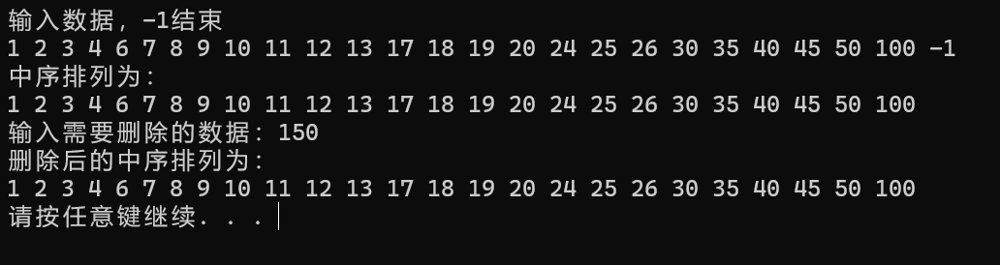 输入数据，-1结束
1 2 3 4 6 7 8 9 10 11 12 13 17 18 19 20 24 25 26 30 35 40 45 50 100 -1
中序排列为：
1 2 3 4 6 7 8 9 10 11 12 13 17 18 19 20 24 25 26 30 35 40 45 50 100
输入需要删除的数据：150
删除后的中序排列为：
1 2 3 4 6 7 8 9 10 11 12 13 17 18 19 20 24 25 26 30 35 40 45 50 100
请按任意键继续. . .